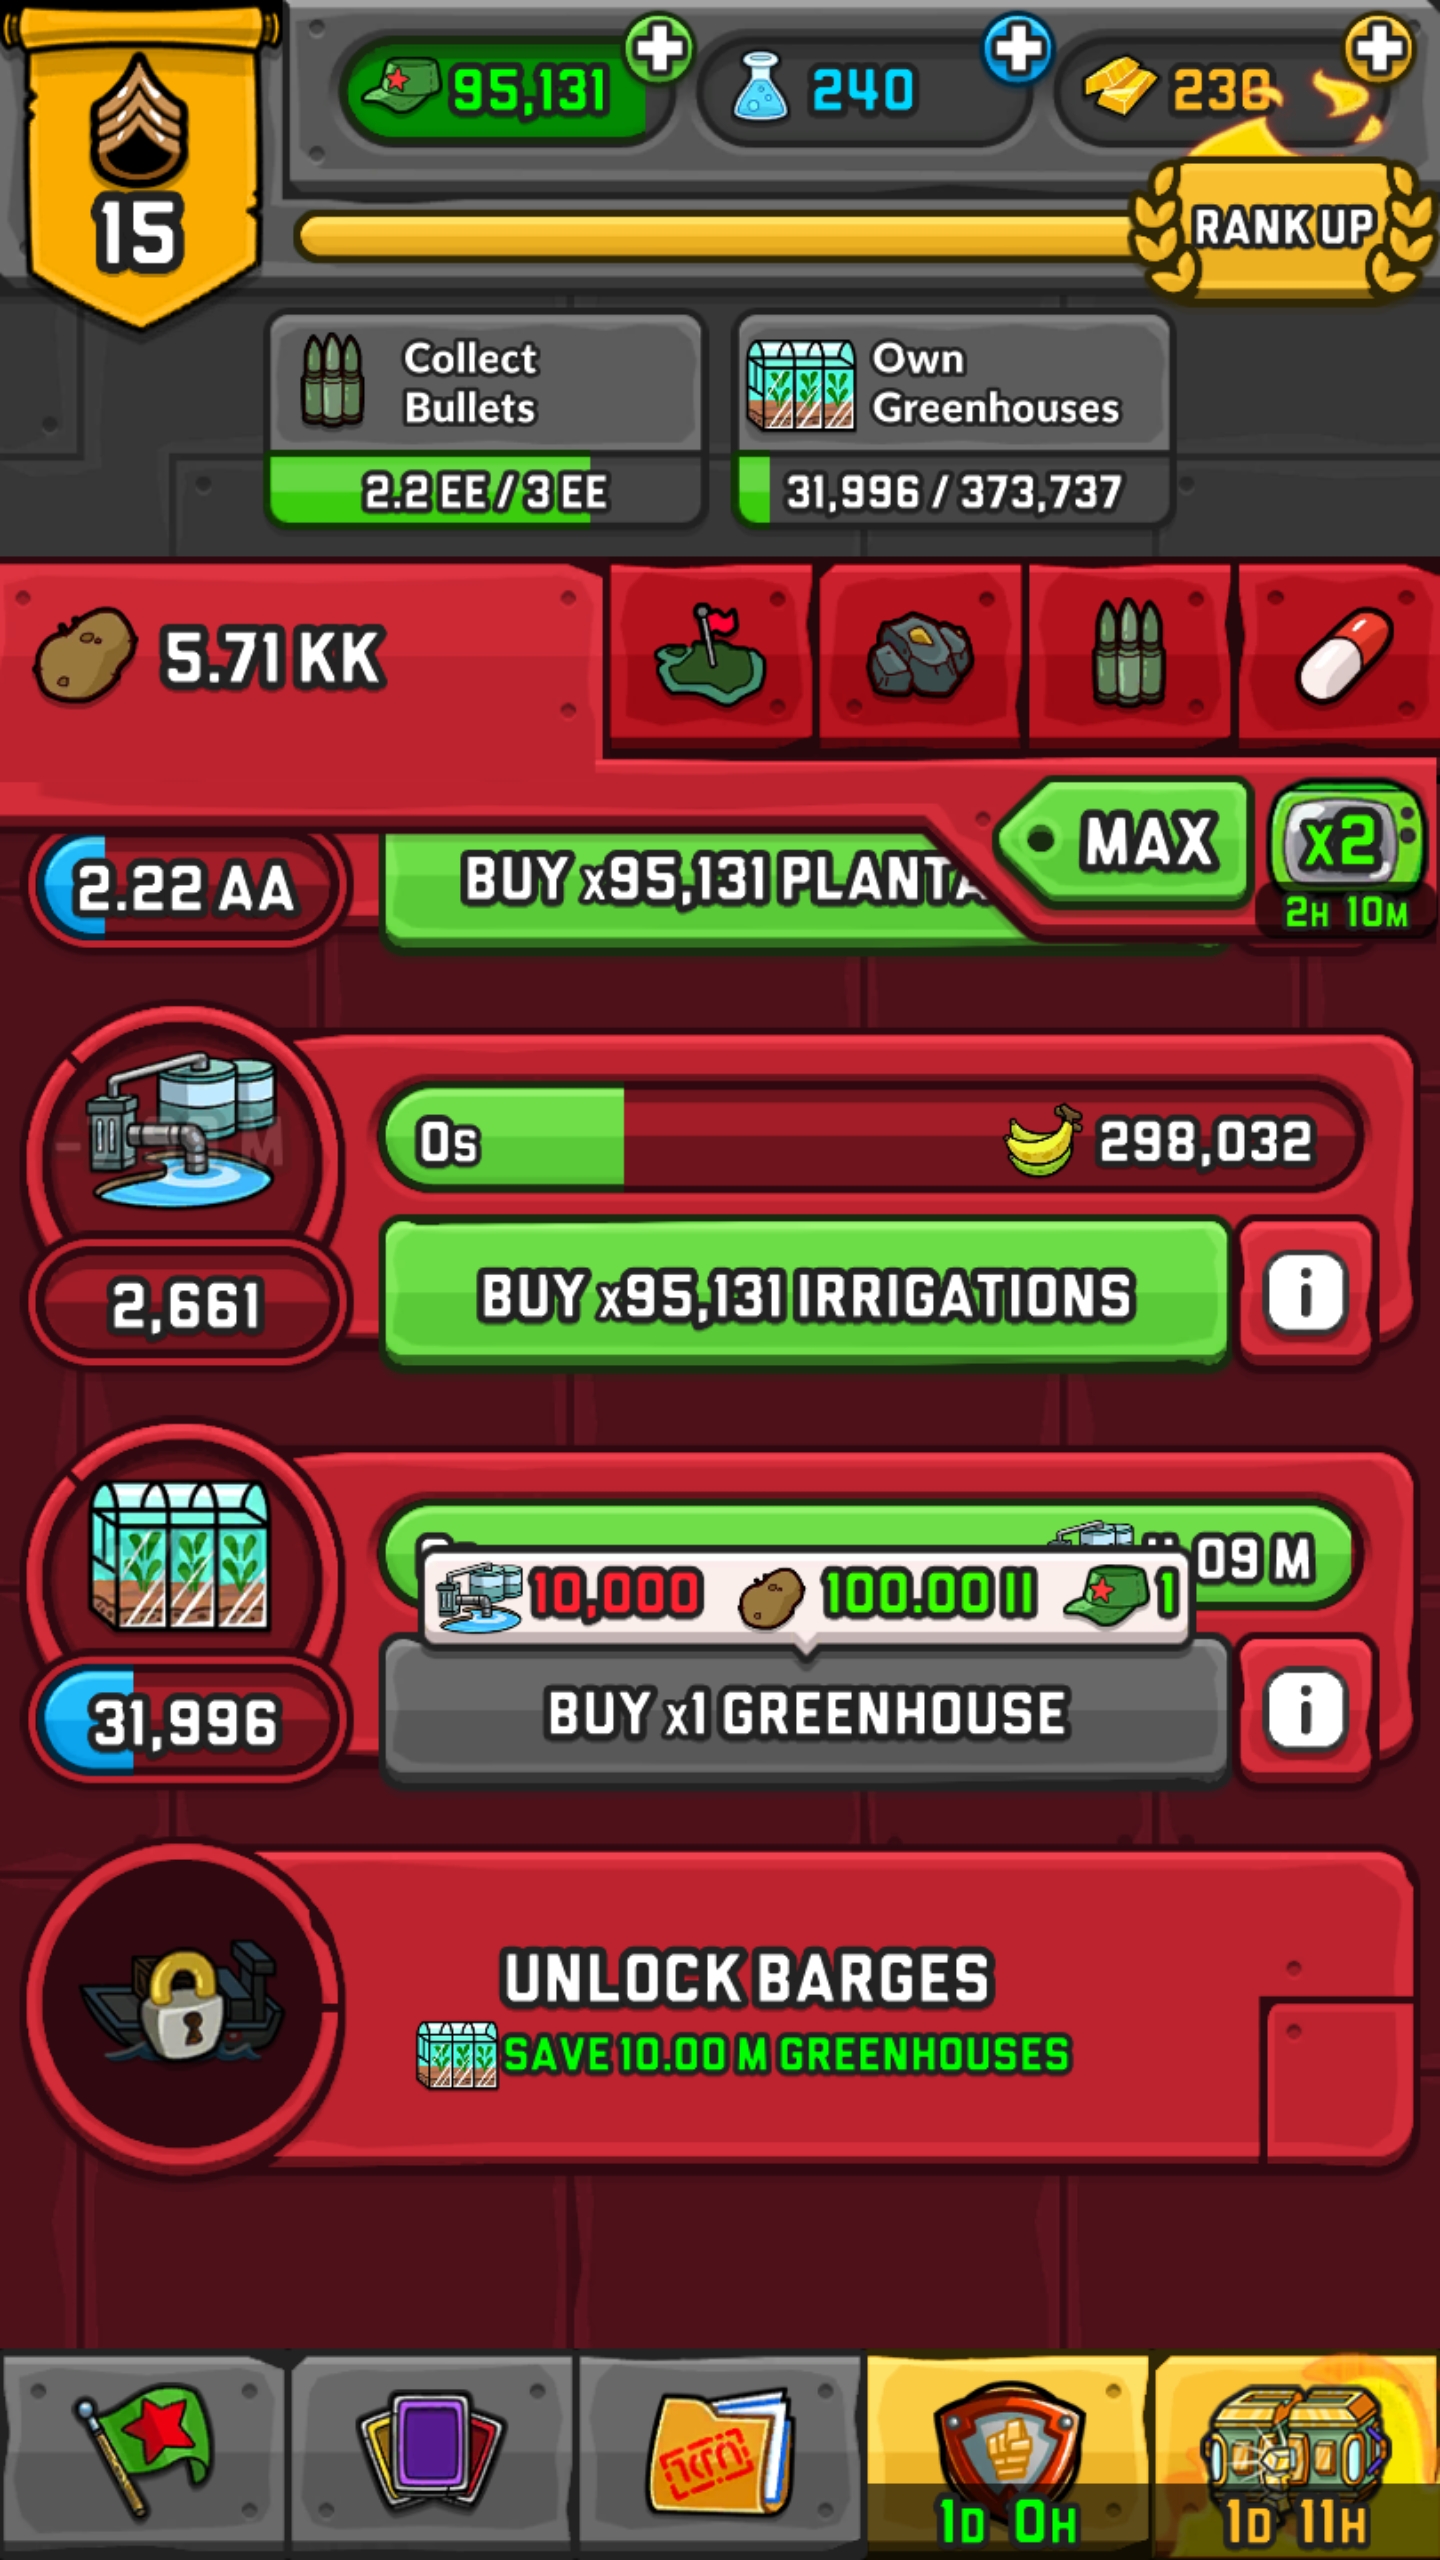 95,131
240
15
RANK UP
Collect
Bullets
2.2 EE / 3 EE
Own
Greenhouses
31,996 / 373,737
5.71 KK
MAX
x2
2H 10M
2.22 AA
BUY x95,131
0s
298,032
2,661
BUY x95,131 IRRIGATIONS
i
09 M
10,000
100.00 II
1
31,996
BUY x1 GREENHOUSE
i
UNLOCK BARGES
SAVE 10.00 M GREENHOUSES
1D 0H
1D 11H